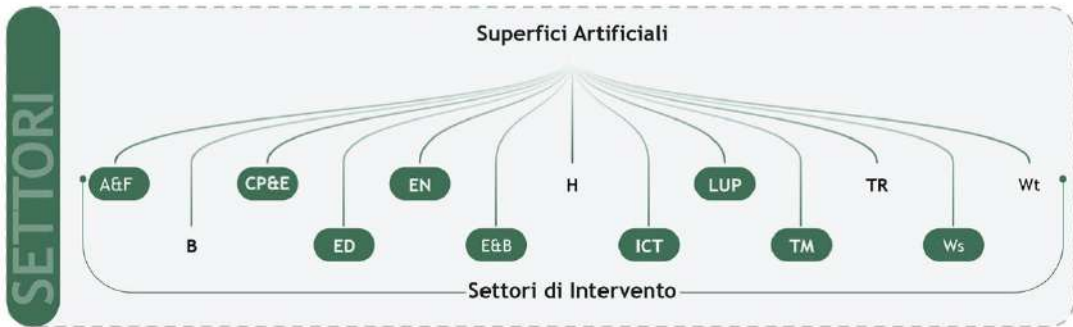 SETTORI
Superfici Artificiali
A&F
CP&E
EN
H
LUP
TR
Wt
B
ED
E&B
ICT
TM
Ws
Settori di Intervento